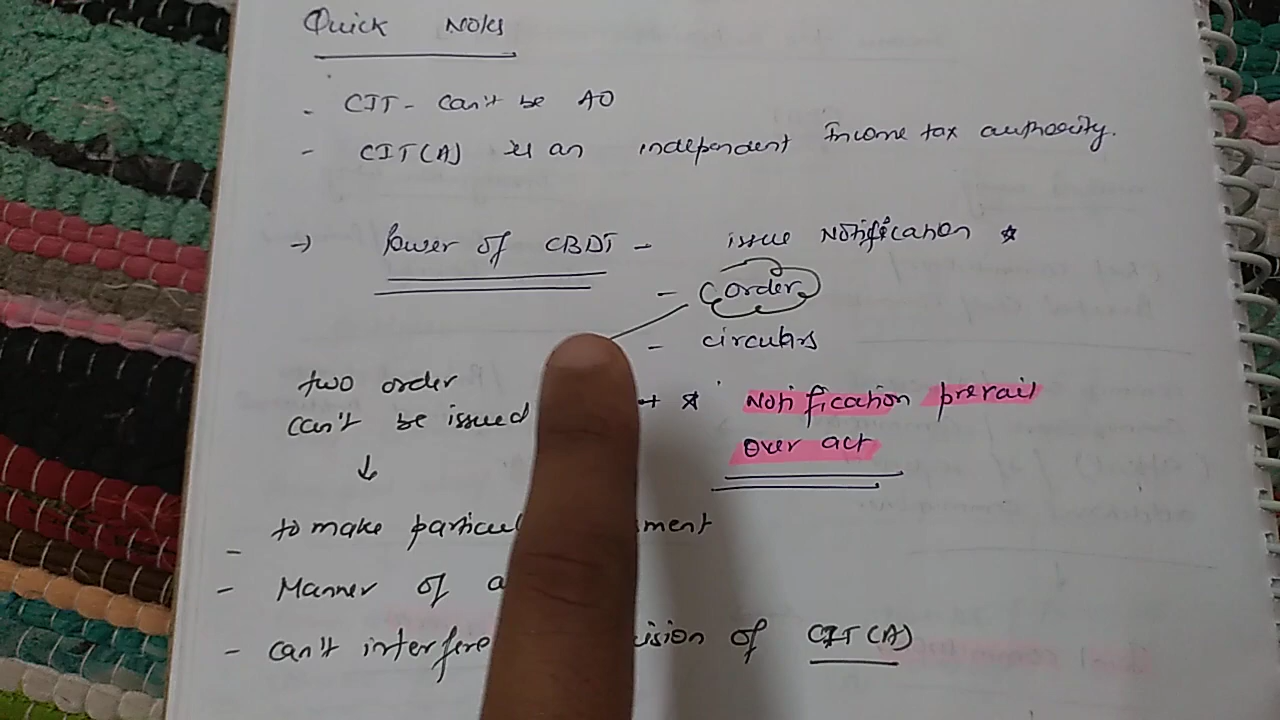 Quick Notes
- CIT - Can't be AO
- CIT(A) is an independent Income tax authority.
→ Power of CBDT - issue Notification ☆
- order
- circulars
two order
can't be issued
☆ Notification prevail
over act
↓
- to make
- Manner of
- can't interfere of CIT(A)